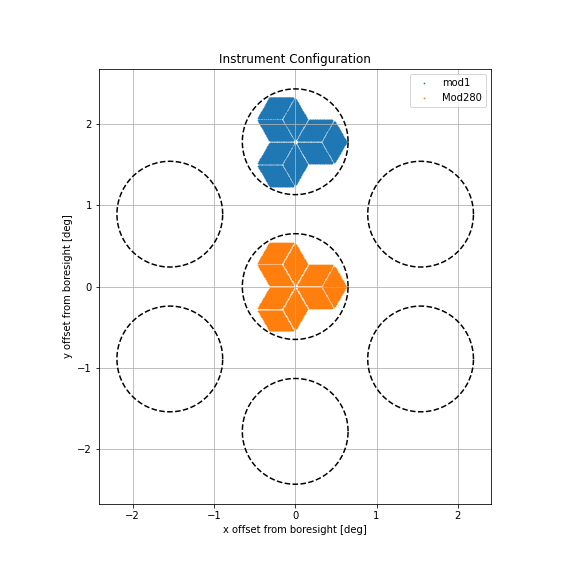 Instrument Configuration
mod1
Mod280
y offset from boresight [deg]
2
1
0
−1
−2
−2
−1
0
1
2
x offset from boresight [deg]